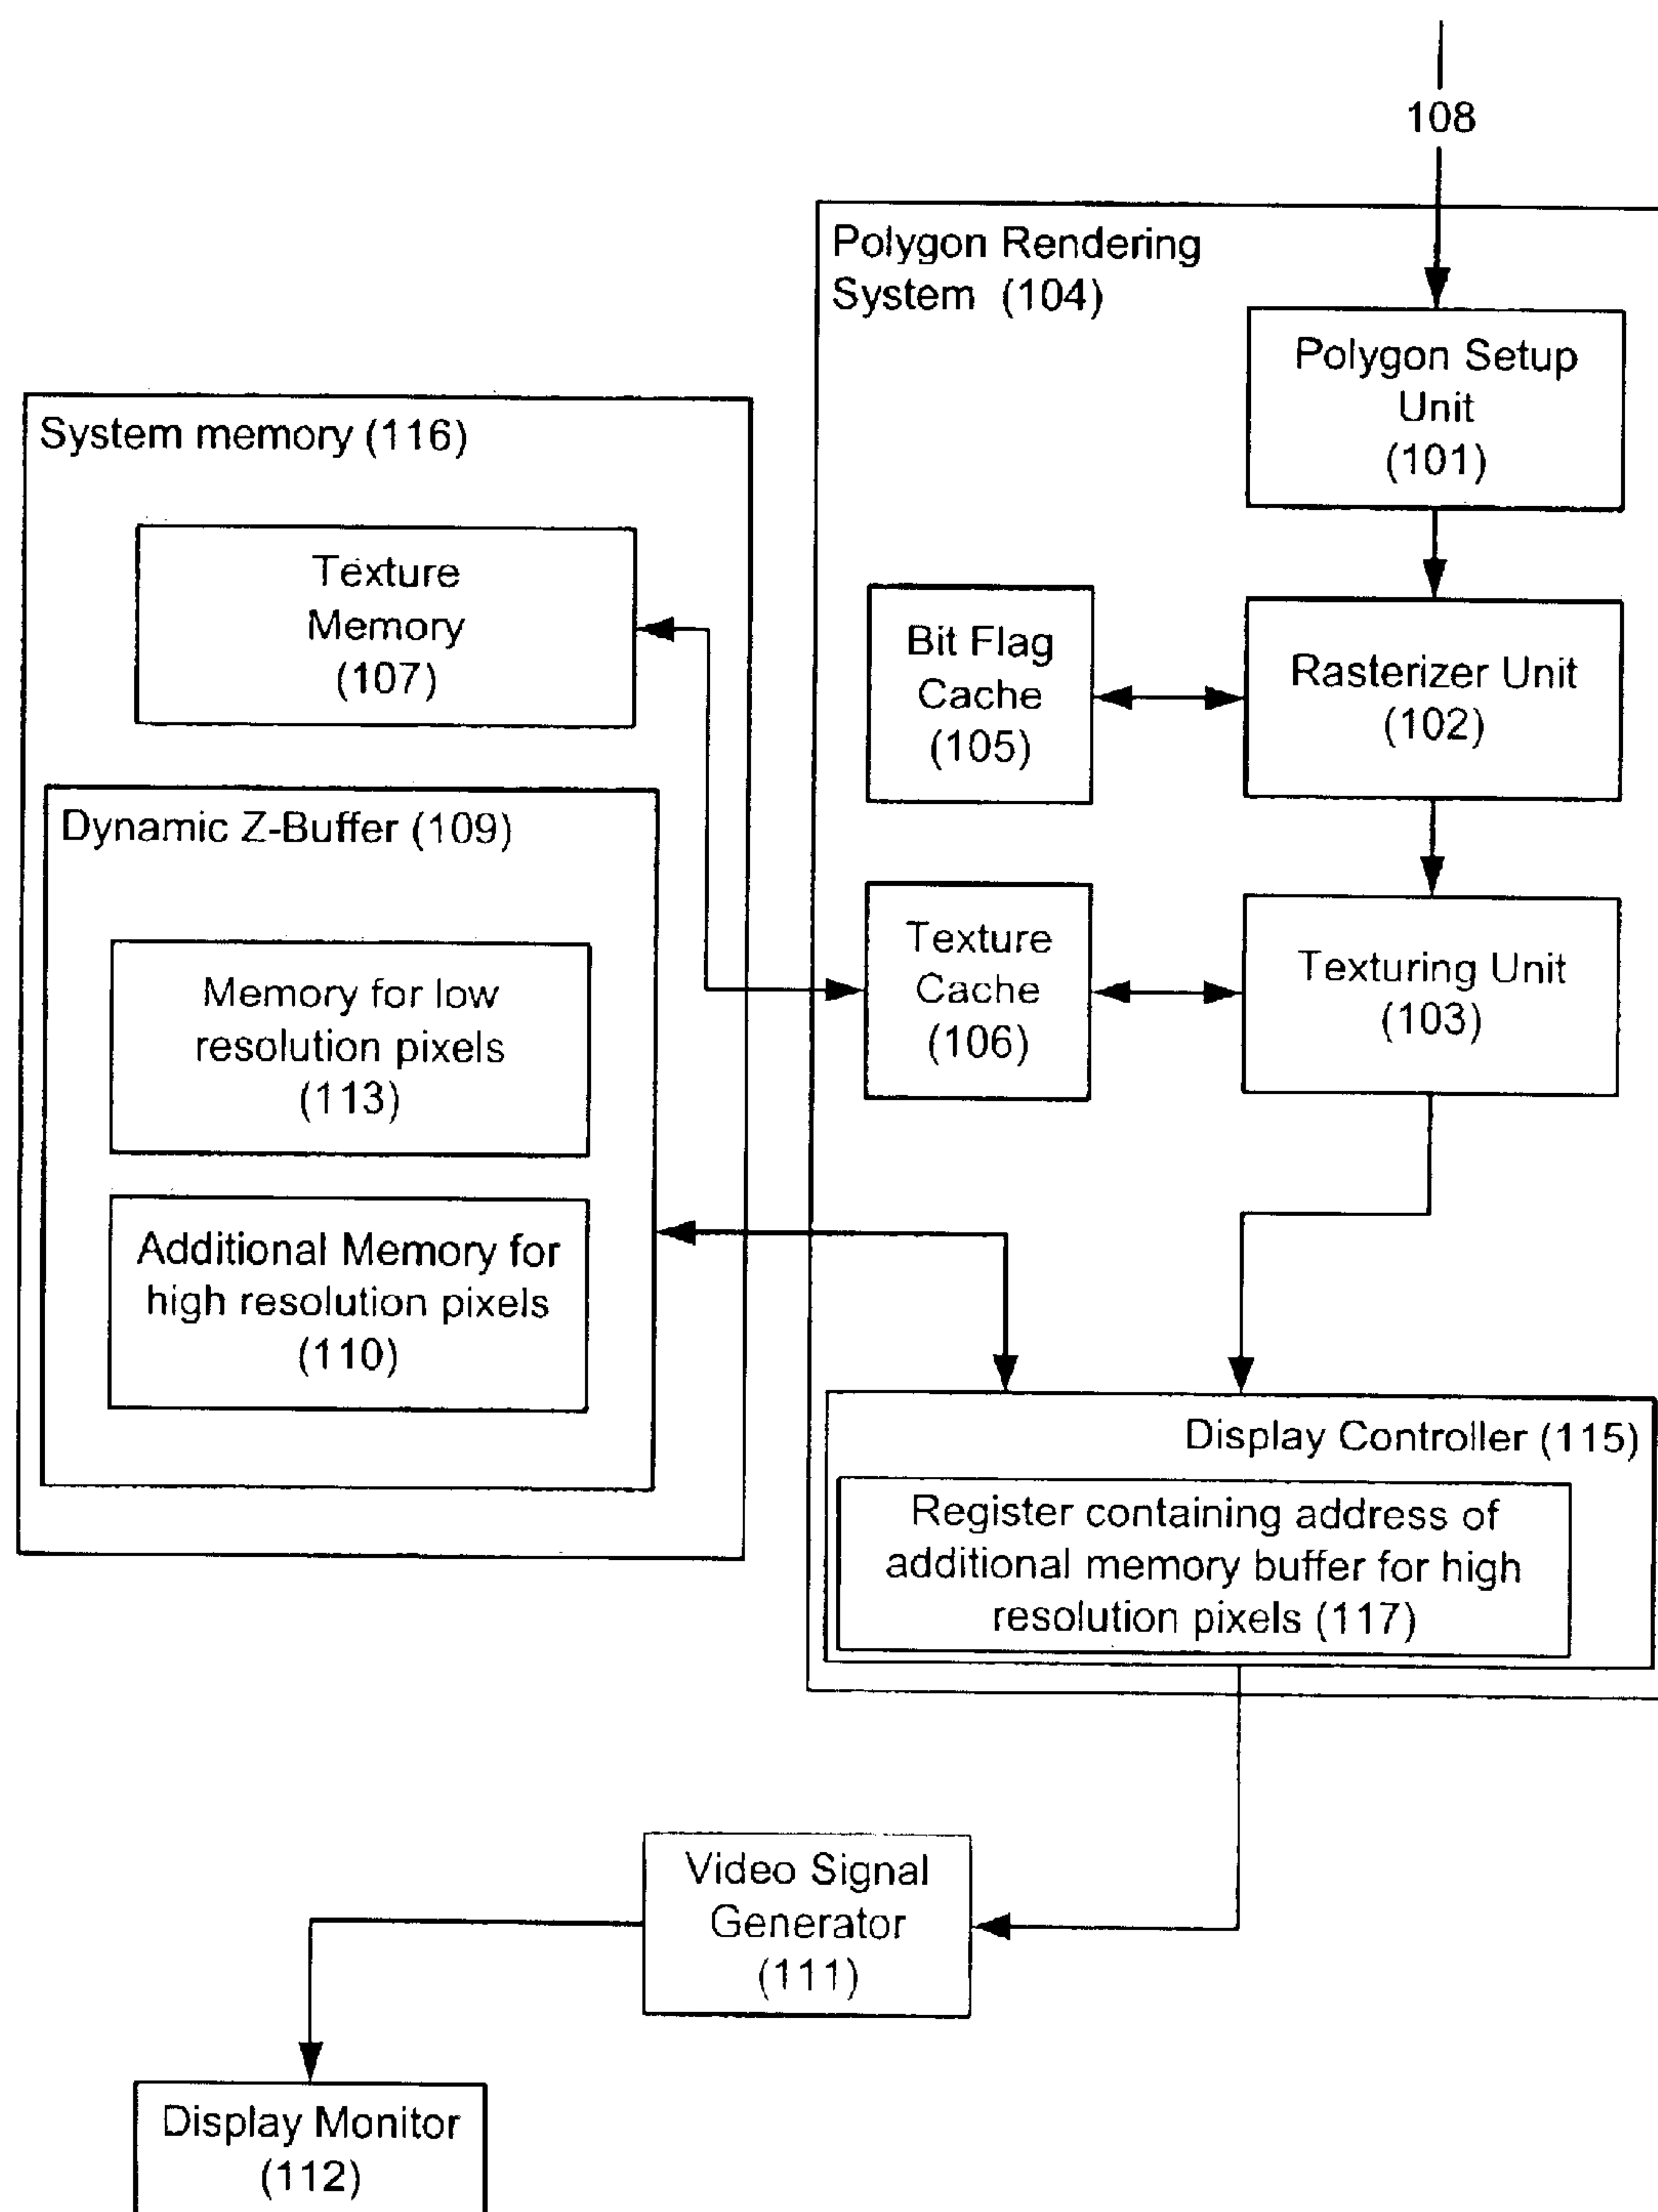 108
Polygon Rendering
System (104)
Polygon Setup
Unit
(101)
System memory (116)
Texture
Memory
(107)
Bit Flag
Cache
(105)
Rasterizer Unit
(102)
Dynamic Z-Buffer (109)
Texture
Cache
(106)
Texturing Unit
(103)
Memory for low
resolution pixels
(113)
Additional Memory for
high resolution pixels
(110)
Display Controller (115)
Register containing address of
additional memory buffer for high
resolution pixels (117)
Video Signal
Generator
(111)
Display Monitor
(112)